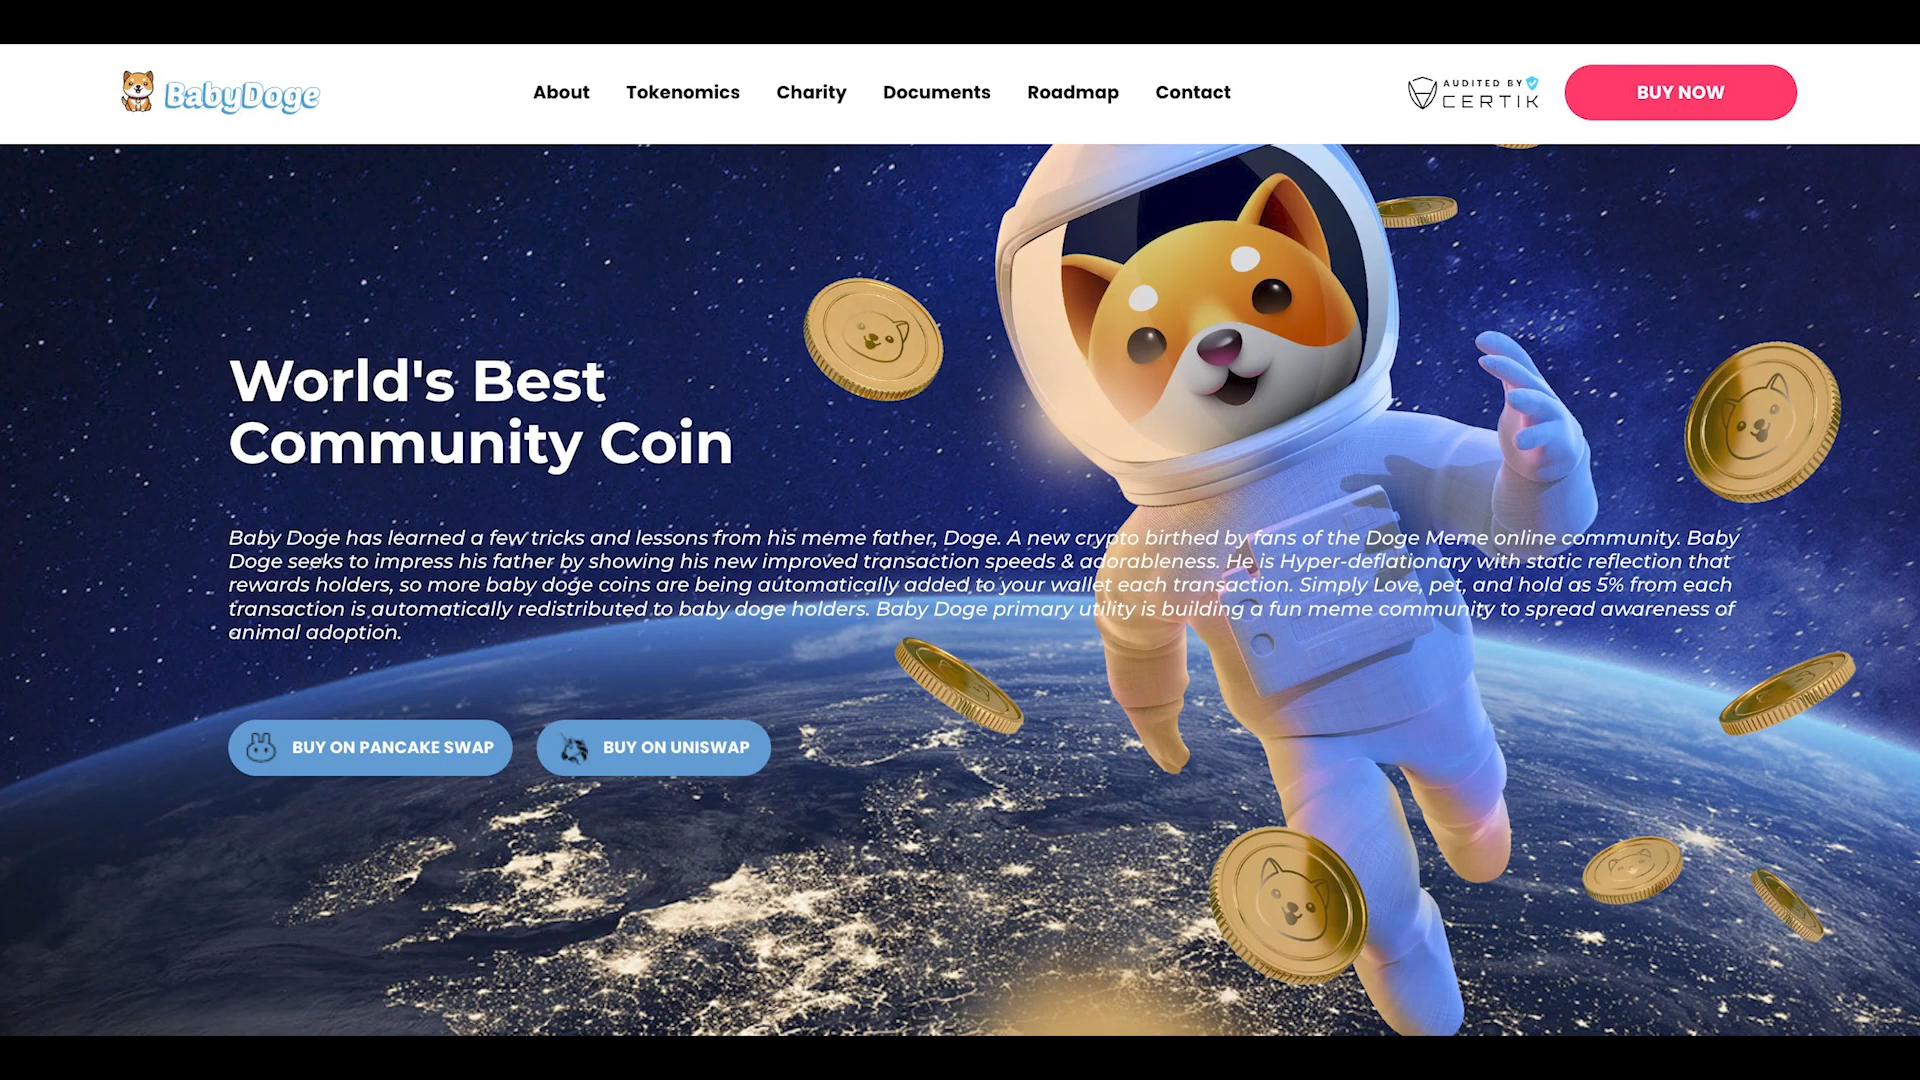 BabyDoge
About
Tokenomics
Charity
Documents
Roadmap
Contact
AUDITED BY
CERTIK
BUY NOW
World's Best
Community Coin
Baby Doge has learned a few tricks and lessons from his meme father, Doge. A new crypto birthed by fans of the Doge Meme online community. Baby
Doge seeks to impress his father by showing his new improved transaction speeds & adorableness. He is Hyper-deflationary with static reflection that
rewards holders, so more baby doge coins are being automatically added to your wallet each transaction. Simply Love, pet, and hold as 5% from each
transaction is automatically redistributed to baby doge holders. Baby Doge primary utility is building a fun meme community to spread awareness of
animal adoption.
BUY ON PANCAKE SWAP
BUY ON UNISWAP